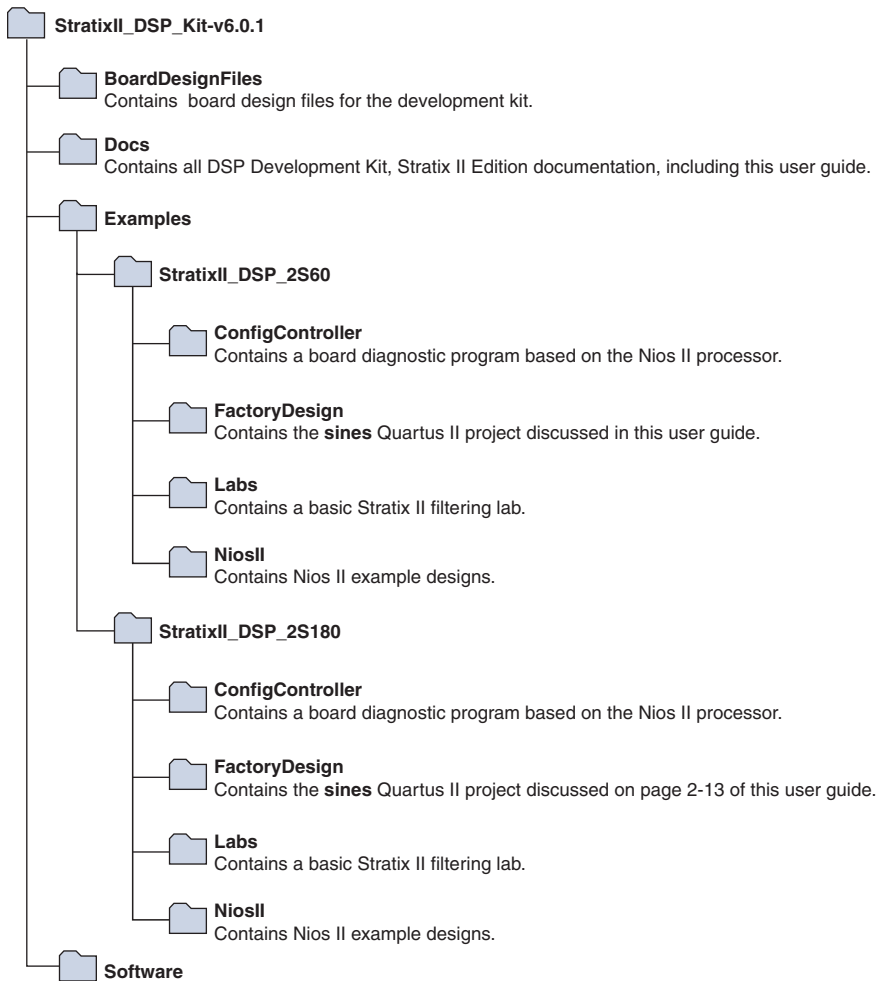 StratixII_DSP_Kit-v6.0.1
BoardDesignFiles
Contains board design files for the development kit.
Docs
Contains all DSP Development Kit, Stratix II Edition documentation, including this user guide.
Examples
StratixII_DSP_2S60
ConfigController
Contains a board diagnostic program based on the Nios II processor.
FactoryDesign
Contains the sines Quartus II project discussed in this user guide.
Labs
Contains a basic Stratix II filtering lab.
NiosII
Contains Nios II example designs.
StratixII_DSP_2S180
ConfigController
Contains a board diagnostic program based on the Nios II processor.
FactoryDesign
Contains the sines Quartus II project discussed on page 2-13 of this user guide.
Labs
Contains a basic Stratix II filtering lab.
NiosII
Contains Nios II example designs.
Software